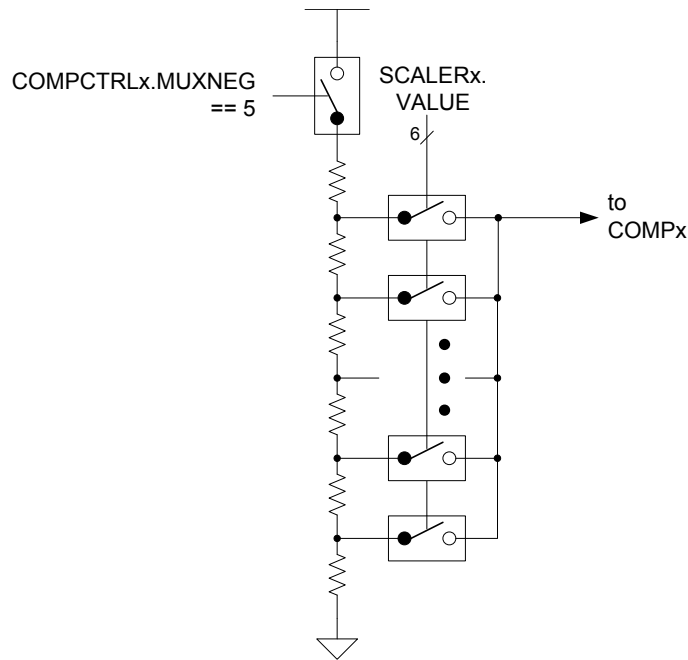 COMPCTRLx.MUXNEG
== 5
SCALERx.
VALUE
6
to
COMPx